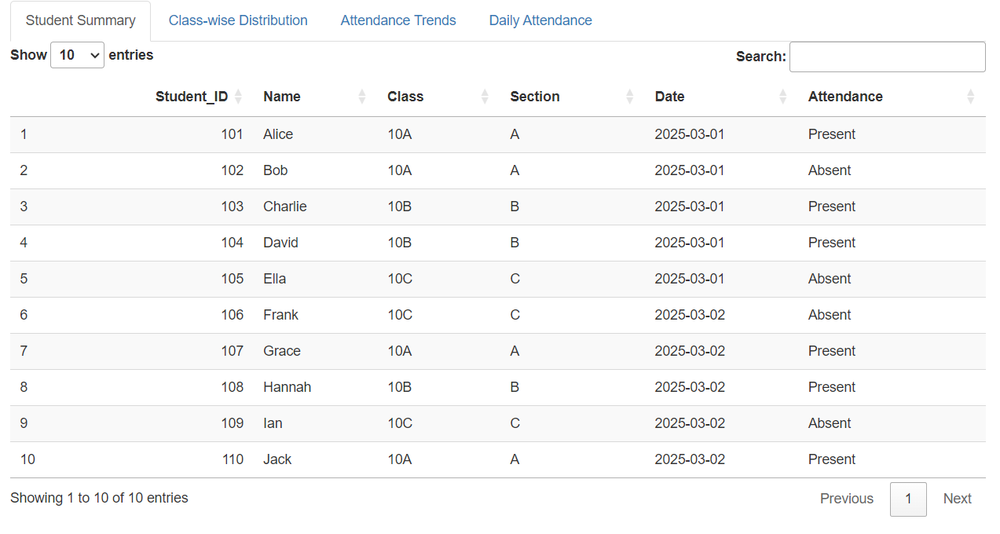 Student Summary Class-wise Distribution Attendance Trends Daily Attendance
Show 10 entries Search:
Student_ID Name Class Section Date Attendance
1 101 Alice 10A A 2025-03-01 Present
2 102 Bob 10A A 2025-03-01 Absent
3 103 Charlie 10B B 2025-03-01 Present
4 104 David 10B B 2025-03-01 Present
5 105 Ella 10C C 2025-03-01 Absent
6 106 Frank 10C C 2025-03-02 Absent
7 107 Grace 10A A 2025-03-02 Present
8 108 Hannah 10B B 2025-03-02 Present
9 109 Ian 10C C 2025-03-02 Absent
10 110 Jack 10A A 2025-03-02 Present
Showing 1 to 10 of 10 entries Previous 1 Next